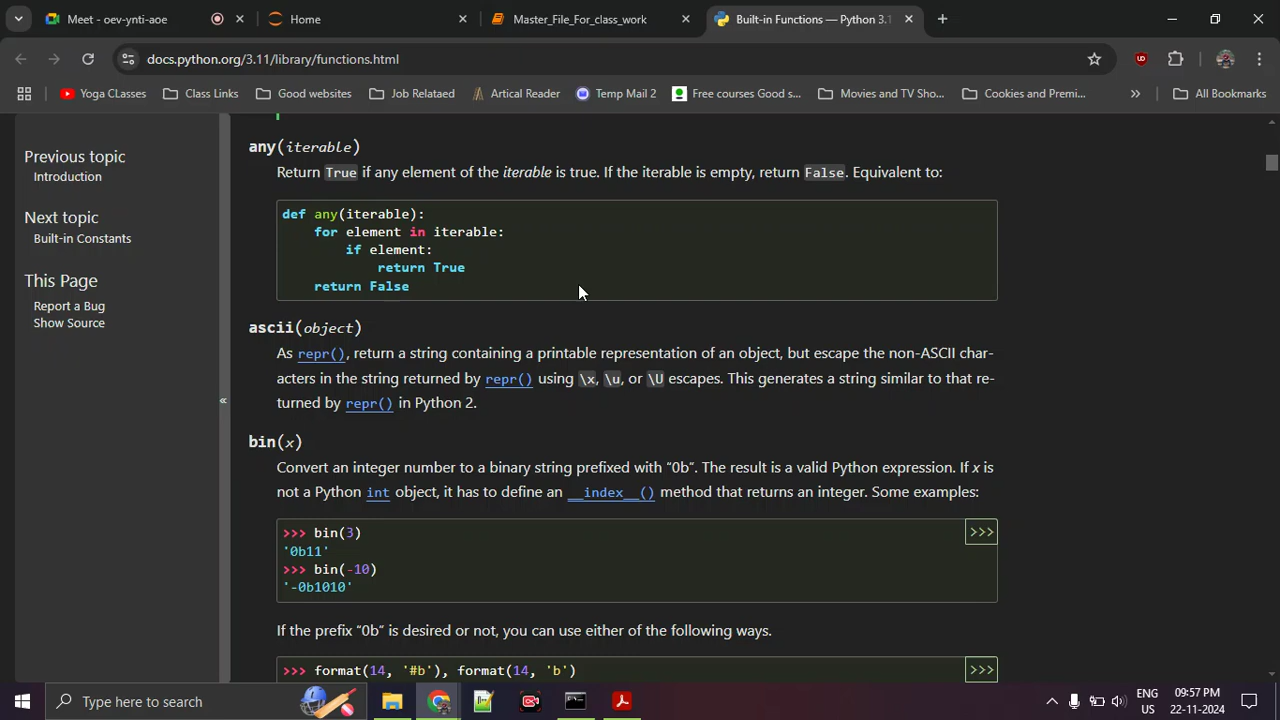 Meet - oev-ynti-aoe
Home
Master_File_For_class_work
Built-in Functions — Python 3.1
docs.python.org/3.11/library/functions.html
UD
Yoga CLasses
Class Links
Good websites
Job Relataed
Artical Reader
Temp Mail 2
Free courses Good s...
Movies and TV Sho...
Cookies and Premi...
All Bookmarks
Previous topic
Introduction
Next topic
Built-in Constants
This Page
Report a Bug
Show Source
«
any(iterable)
Return True if any element of the iterable is true. If the iterable is empty, return False. Equivalent to:
def any(iterable):
for element in iterable:
if element:
return True
return False
ascii(object)
As repr(), return a string containing a printable representation of an object, but escape the non-ASCII char-
acters in the string returned by repr() using \x, \u, or \U escapes. This generates a string similar to that re-
turned by repr() in Python 2.
bin(x)
Convert an integer number to a binary string prefixed with “0b”. The result is a valid Python expression. If x is
not a Python int object, it has to define an __index__() method that returns an integer. Some examples:
>>> bin(3)
>>>
'0b11'
>>> bin(-10)
'-0b1010'
If the prefix “0b” is desired or not, you can use either of the following ways.
>>> format(14, '#b'), format(14, 'b')
>>>
Type here to search
ENG
US
09:57 PM
22-11-2024